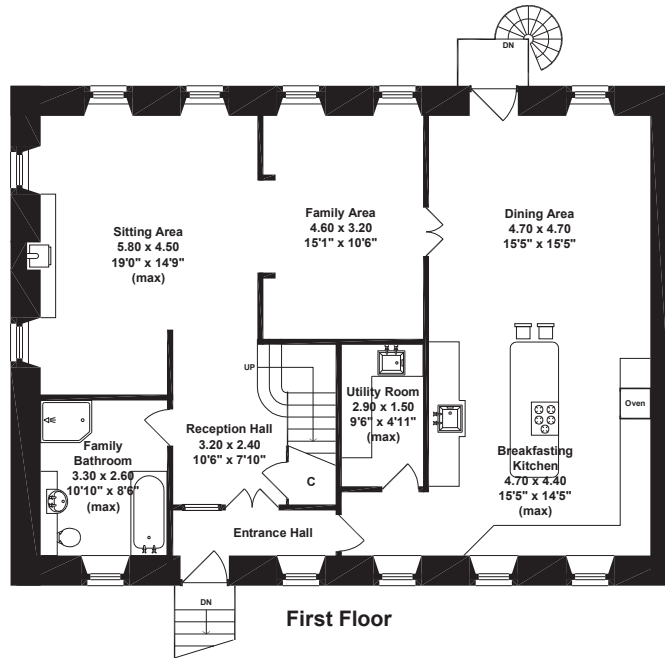 DN
Sitting Area
5.80 x 4.50
19'0" x 14'9"
(max)
Family Area
4.60 x 3.20
15'1" x 10'6"
Dining Area
4.70 x 4.70
15'5" x 15'5"
UP
Utility Room
2.90 x 1.50
9'6" x 4'11"
(max)
Oven
Reception Hall
3.20 x 2.40
10'6" x 7'10"
Family
Bathroom
3.30 x 2.60
10'10" x 8'6"
(max)
C
Breakfasting
Kitchen
4.70 x 4.40
15'5" x 14'5"
(max)
Entrance Hall
DN
First Floor